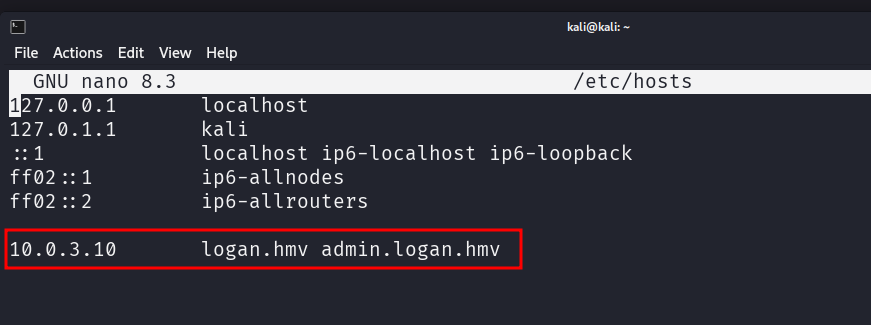 kali@kali: ~
File Actions Edit View Help
GNU nano 8.3 /etc/hosts
127.0.0.1 localhost
127.0.1.1 kali
::1 localhost ip6-localhost ip6-loopback
ff02::1 ip6-allnodes
ff02::2 ip6-allrouters
10.0.3.10 logan.hmv admin.logan.hmv